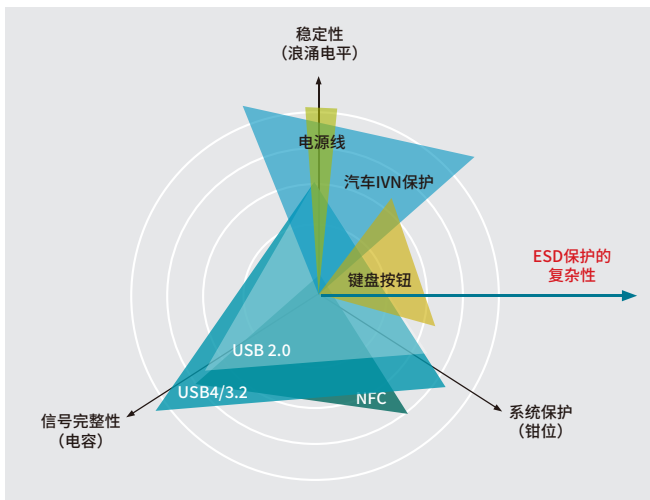 稳定性
（浪涌电平）
电源线
汽车IVN保护
ESD保护的
复杂性
键盘按钮
USB 2.0
USB4/3.2
NFC
信号完整性
（电容）
系统保护
（钳位）